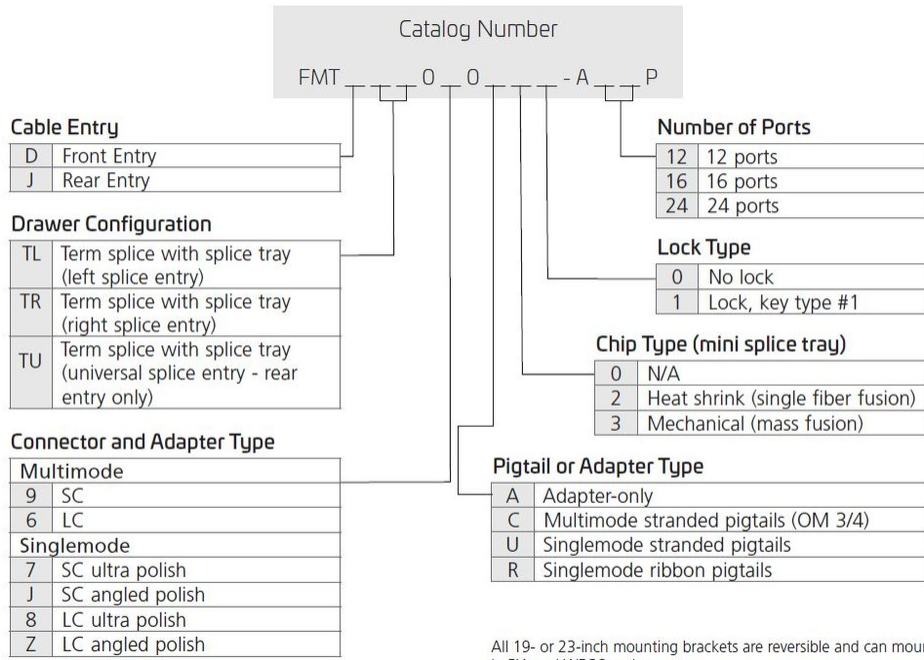 Catalog Number
FMT _ _ _ 0 _ 0 _ _ _ - A _ _ P
Cable Entry
D Front Entry
J Rear Entry
Drawer Configuration
TL Term splice with splice tray
(left splice entry)
TR Term splice with splice tray
(right splice entry)
TU Term splice with splice tray
(universal splice entry - rear
entry only)
Connector and Adapter Type
Multimode
9 SC
6 LC
Singlemode
7 SC ultra polish
J SC angled polish
8 LC ultra polish
Z LC angled polish
Number of Ports
12 12 ports
16 16 ports
24 24 ports
Lock Type
0 No lock
1 Lock, key type #1
Chip Type (mini splice tray)
0 N/A
2 Heat shrink (single fiber fusion)
3 Mechanical (mass fusion)
Pigtail or Adapter Type
A Adapter-only
C Multimode stranded pigtails (OM 3/4)
U Singlemode stranded pigtails
R Singlemode ribbon pigtails
All 19- or 23-inch mounting brackets are reversible and can